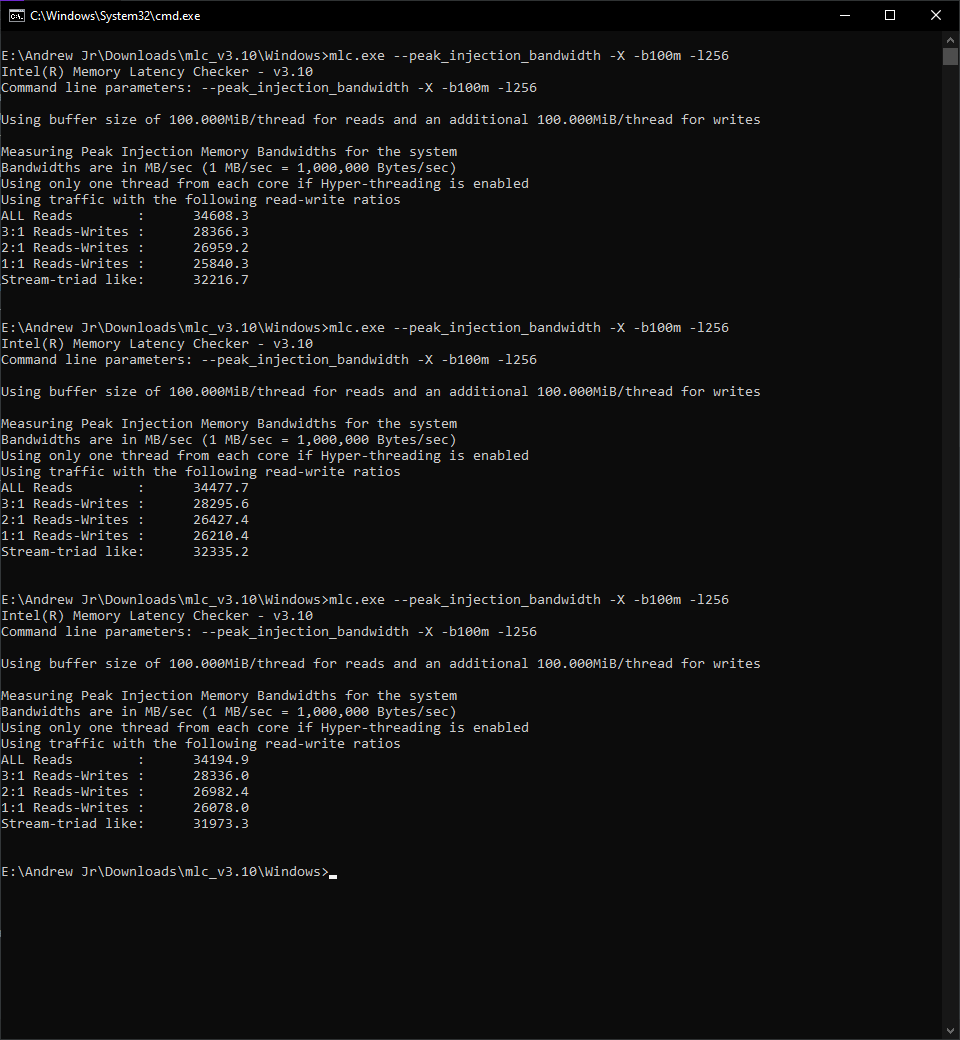 C:\Windows\System32\cmd.exe
E:\Andrew Jr\Downloads\mlc_v3.10\Windows>mlc.exe --peak_injection_bandwidth -X -b100m -l256
Intel(R) Memory Latency Checker - v3.10
Command line parameters: --peak_injection_bandwidth -X -b100m -l256
Using buffer size of 100.000MiB/thread for reads and an additional 100.000MiB/thread for writes
Measuring Peak Injection Memory Bandwidths for the system
Bandwidths are in MB/sec (1 MB/sec = 1,000,000 Bytes/sec)
Using only one thread from each core if Hyper-threading is enabled
Using traffic with the following read-write ratios
ALL Reads        :      34608.3
3:1 Reads-Writes :      28366.3
2:1 Reads-Writes :      26959.2
1:1 Reads-Writes :      25840.3
Stream-triad like:      32216.7
E:\Andrew Jr\Downloads\mlc_v3.10\Windows>mlc.exe --peak_injection_bandwidth -X -b100m -l256
Intel(R) Memory Latency Checker - v3.10
Command line parameters: --peak_injection_bandwidth -X -b100m -l256
Using buffer size of 100.000MiB/thread for reads and an additional 100.000MiB/thread for writes
Measuring Peak Injection Memory Bandwidths for the system
Bandwidths are in MB/sec (1 MB/sec = 1,000,000 Bytes/sec)
Using only one thread from each core if Hyper-threading is enabled
Using traffic with the following read-write ratios
ALL Reads        :      34477.7
3:1 Reads-Writes :      28295.6
2:1 Reads-Writes :      26427.4
1:1 Reads-Writes :      26210.4
Stream-triad like:      32335.2
E:\Andrew Jr\Downloads\mlc_v3.10\Windows>mlc.exe --peak_injection_bandwidth -X -b100m -l256
Intel(R) Memory Latency Checker - v3.10
Command line parameters: --peak_injection_bandwidth -X -b100m -l256
Using buffer size of 100.000MiB/thread for reads and an additional 100.000MiB/thread for writes
Measuring Peak Injection Memory Bandwidths for the system
Bandwidths are in MB/sec (1 MB/sec = 1,000,000 Bytes/sec)
Using only one thread from each core if Hyper-threading is enabled
Using traffic with the following read-write ratios
ALL Reads        :      34194.9
3:1 Reads-Writes :      28336.0
2:1 Reads-Writes :      26982.4
1:1 Reads-Writes :      26078.0
Stream-triad like:      31973.3
E:\Andrew Jr\Downloads\mlc_v3.10\Windows>